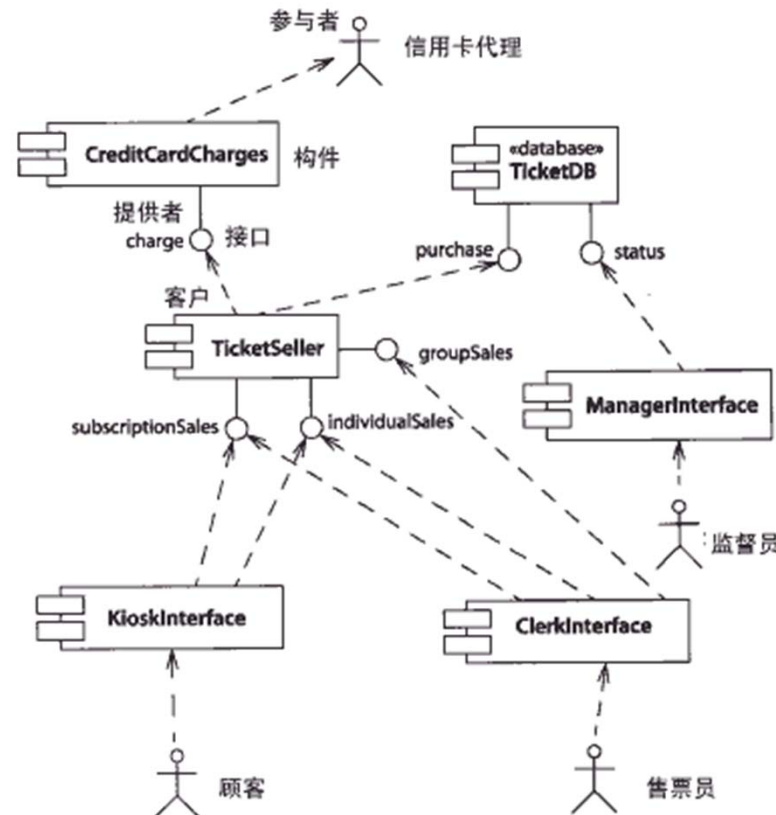 参与者
信用卡代理
CreditCardCharges
构件
«database»
TicketDB
提供者
charge
接口
purchase
status
客户
TicketSeller
groupSales
ManagerInterface
subscriptionSales
individualSales
监督员
KioskInterface
ClerkInterface
顾客
售票员